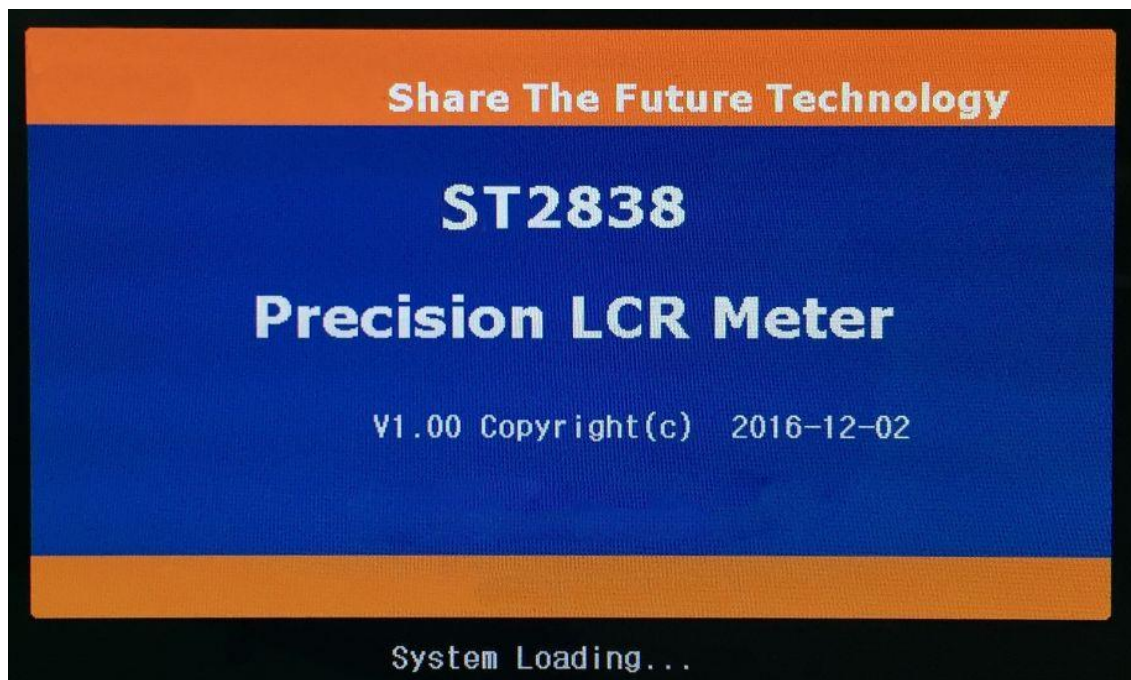 Share The Future Technology
ST2838
Precision LCR Meter
V1.00 Copyright(c) 2016-12-02
System Loading...